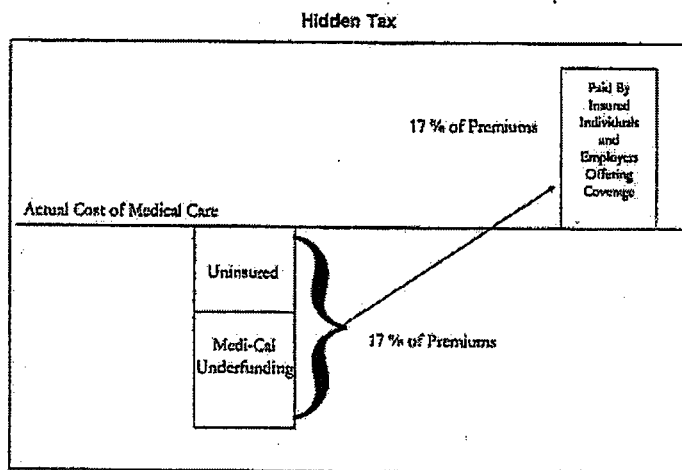 Hidden Tax
Paid By
Insured
Individuals
and
Employers
Offering
Coverage
17 % of Premiums
Actual Cost of Medical Care
Uninsured
Medi-Cal
Underfunding
17 % of Premiums